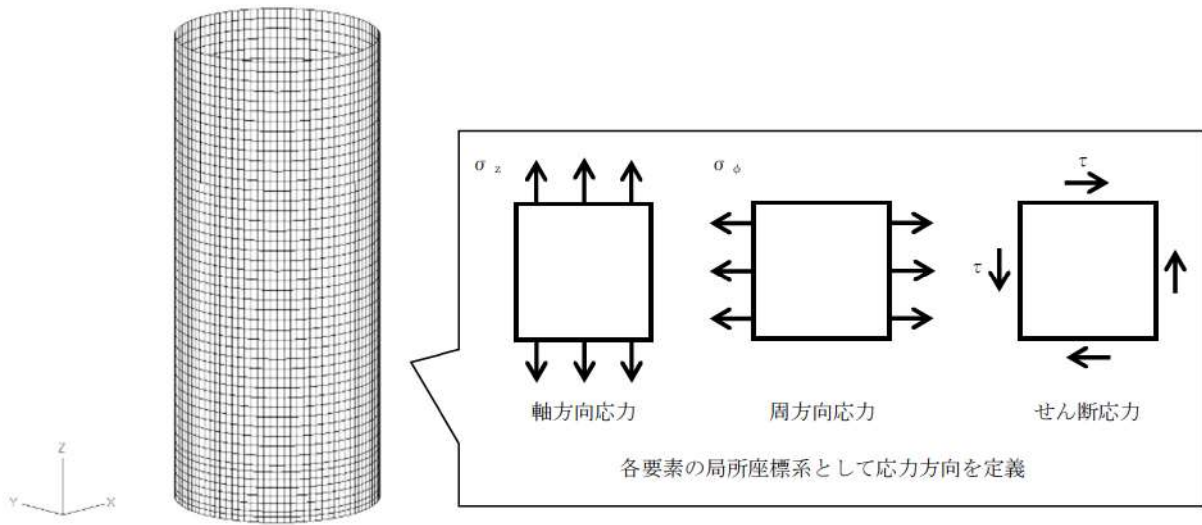 σ z
σ φ
τ
τ
軸方向応力
周方向応力
せん断応力
各要素の局所座標系として応力方向を定義
Z
Y
X